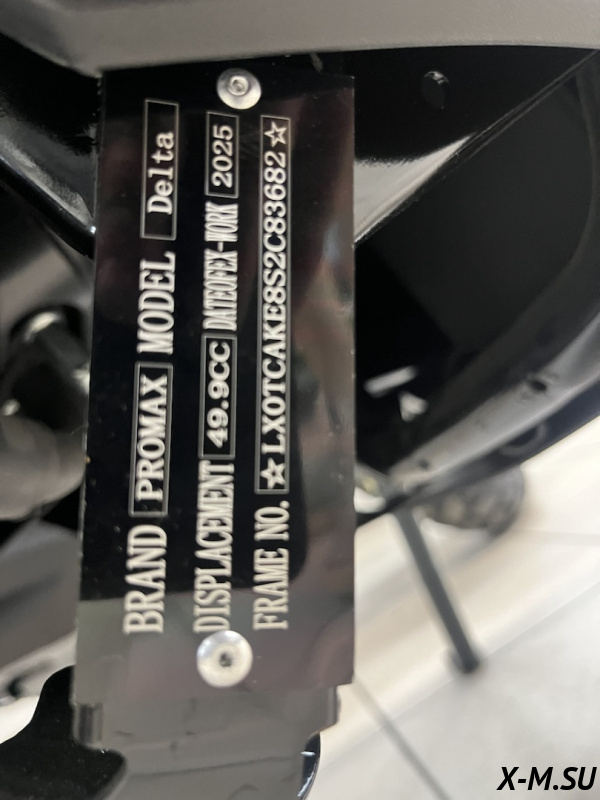 BRAND PROMAX MODEL Delta
DISPLACEMENT 49.9CC DATEOFEX-WORK 2025
FRAME NO. ☆LX0TCAKE8S2C83682☆
X-M.SU